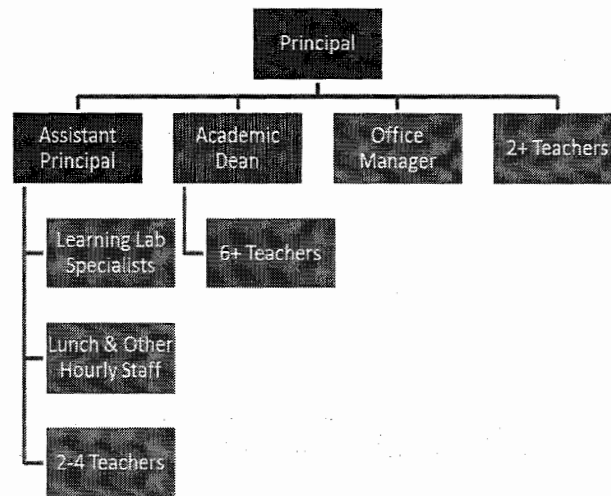 Principal
Assistant
Principal
Academic
Dean
Office
Manager
2+ Teachers
Learning Lab
Specialists
6+ Teachers
Lunch & Other
Hourly Staff
2-4 Teachers